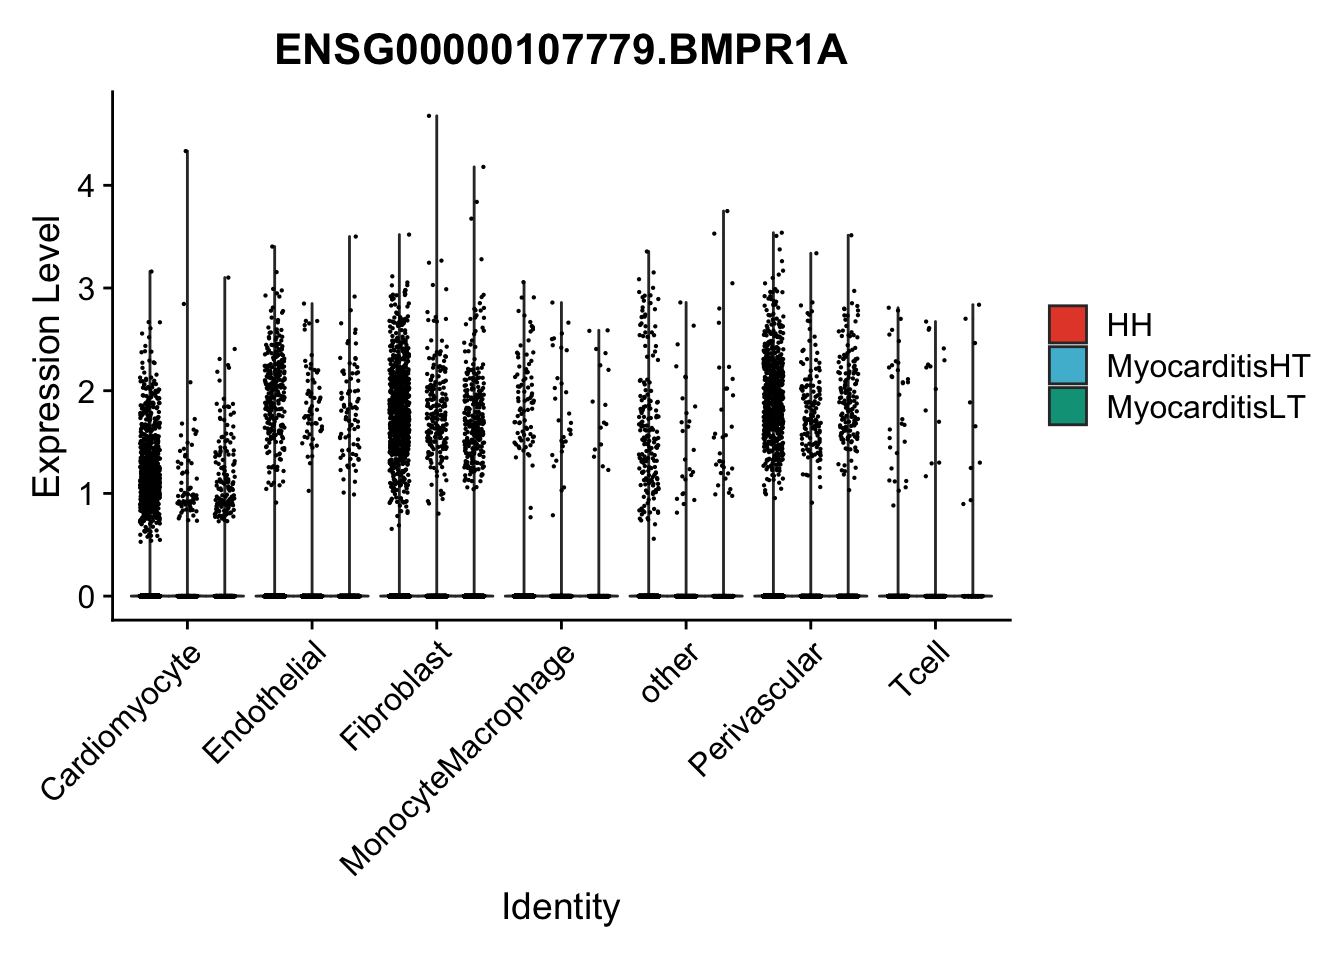 ENSG00000107779.BMPR1A
Expression Level
4
3
2
1
0
Cardiomyocyte
Endothelial
Fibroblast
MonocyteMacrophage
other
Perivascular
Tcell
Identity
HH
MyocarditisHT
MyocarditisLT